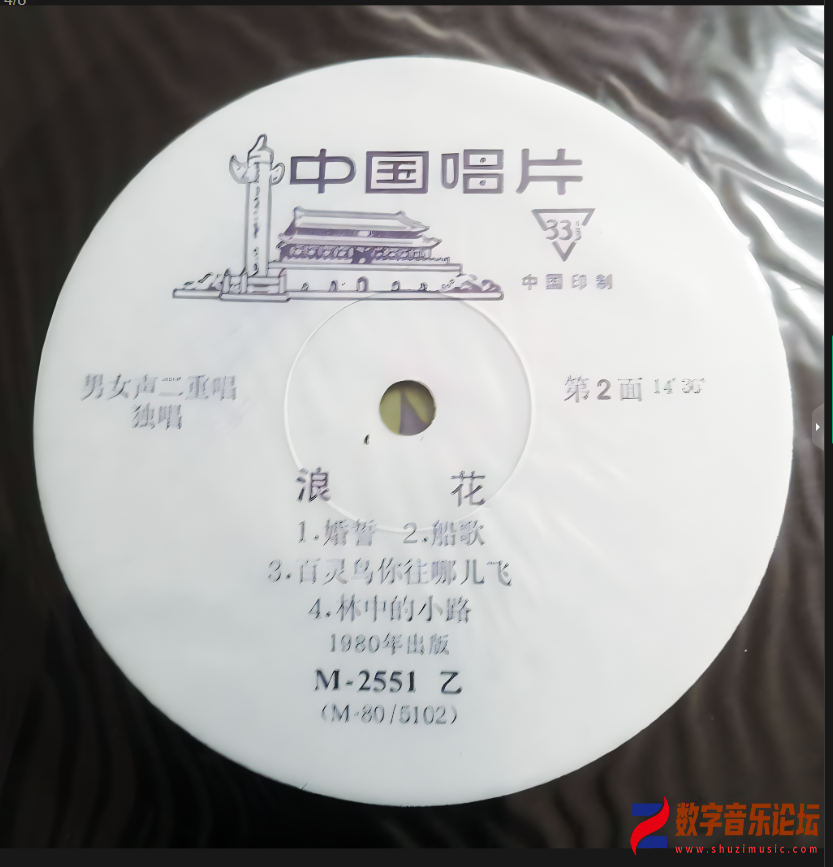 4/6
中国唱片
33⅓
中国印制
男女声二重唱
独唱
第2面 14′36″
浪 花
1.婚誓 2.船歌
3.百灵鸟你往哪儿飞
4.林中的小路
1980年出版
M-2551 乙
(M-80/5102)
数字音乐论坛
www.shuzimusic.com